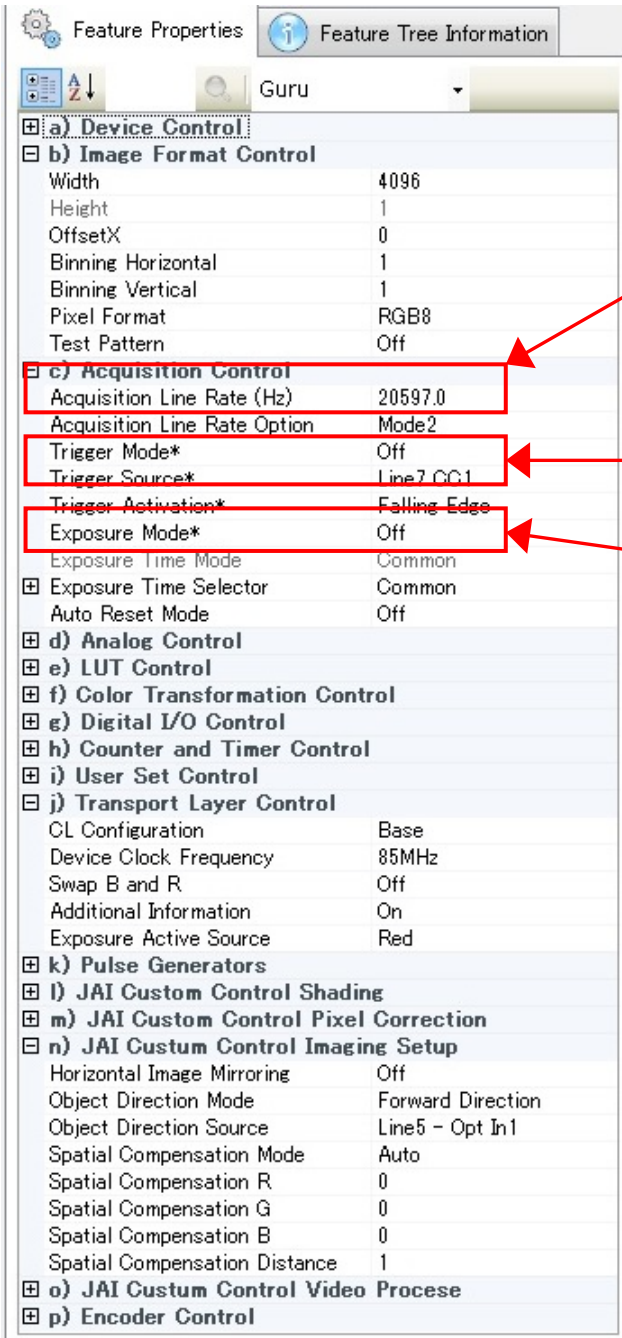 Feature Properties Feature Tree Information
Guru
a) Device Control
b) Image Format Control
Width 4096
Height 1
OffsetX 0
Binning Horizontal 1
Binning Vertical 1
Pixel Format RGB8
Test Pattern Off
c) Acquisition Control
Acquisition Line Rate (Hz) 20597.0
Acquisition Line Rate Option Mode2
Trigger Mode* Off
Trigger Source* Line7 CC1
Trigger Activation* Falling Edge
Exposure Mode* Off
Exposure Time Mode Common
Exposure Time Selector Common
Auto Reset Mode Off
d) Analog Control
e) LUT Control
f) Color Transformation Control
g) Digital I/O Control
h) Counter and Timer Control
i) User Set Control
j) Transport Layer Control
CL Configuration Base
Device Clock Frequency 85MHz
Swap B and R Off
Additional Information On
Exposure Active Source Red
k) Pulse Generators
l) JAI Custom Control Shading
m) JAI Custom Control Pixel Correction
n) JAI Custum Control Imaging Setup
Horizontal Image Mirroring Off
Object Direction Mode Forward Direction
Object Direction Source Line5 - Opt In1
Spatial Compensation Mode Auto
Spatial Compensation R 0
Spatial Compensation G 0
Spatial Compensation B 0
Spatial Compensation Distance 1
o) JAI Custum Control Video Procese
p) Encoder Control